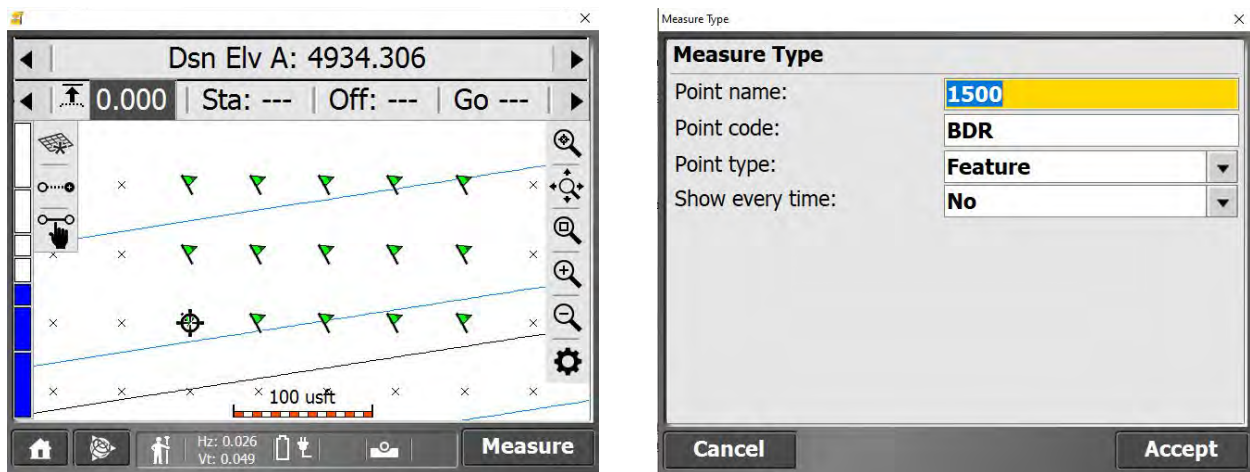 Dsn Elv A: 4934.306
0.000 Sta: --- Off: --- Go ---
100 usft
Hz: 0.026
Vt: 0.049
Measure
Measure Type
Measure Type
Point name: 1500
Point code: BDR
Point type: Feature
Show every time: No
Cancel Accept